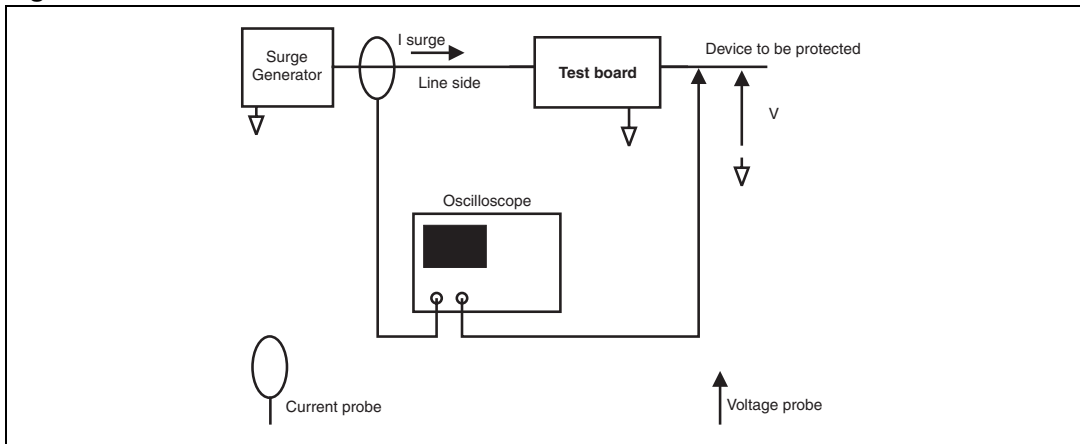 I surge
Surge
Generator
Line side
Test board
Device to be protected
V
Oscilloscope
Current probe
Voltage probe